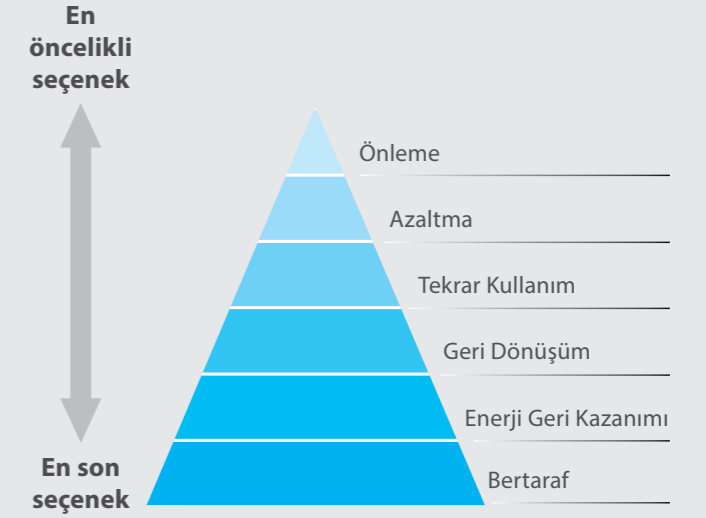 En
öncelikli
seçenek
Önleme
Azaltma
Tekrar Kullanım
Geri Dönüşüm
Enerji Geri Kazanımı
Bertaraf
En son
seçenek